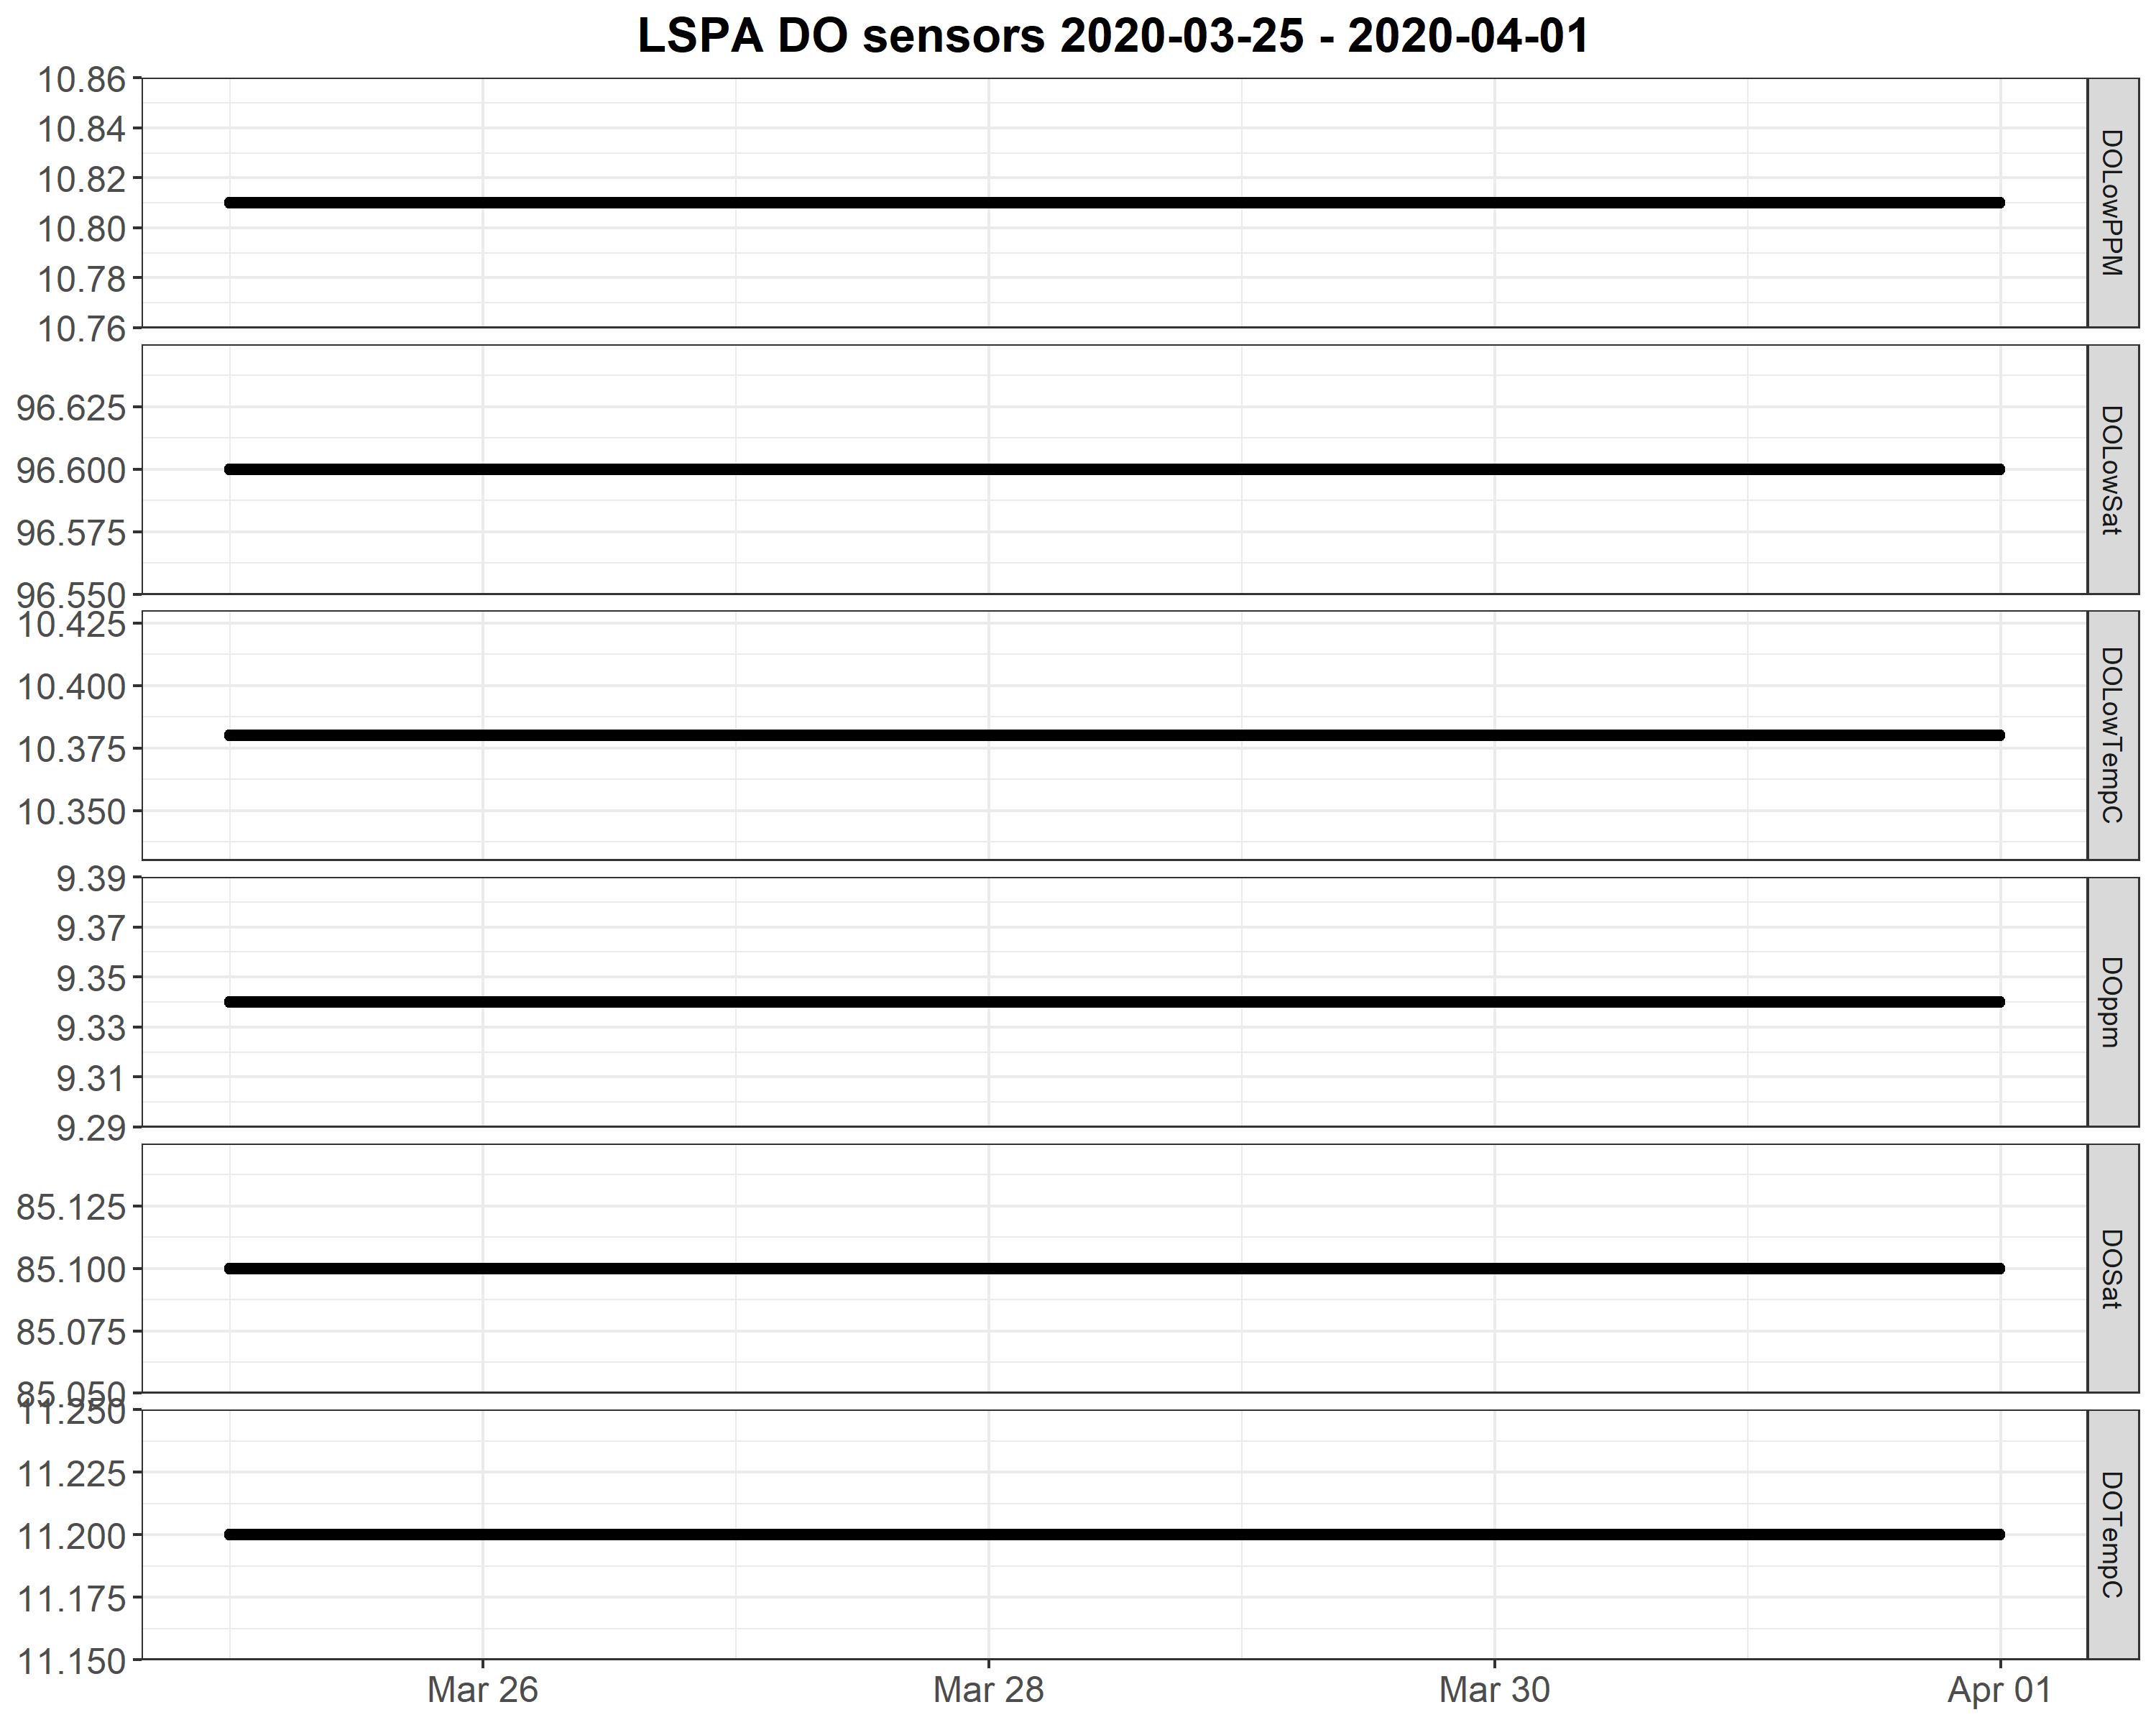 LSPA DO sensors 2020-03-25 - 2020-04-01
10.86
10.84
10.82
10.80
10.78
10.76
DOLowPPM
96.625
96.600
96.575
96.550
DOLowSat
10.425
10.400
10.375
10.350
DOLowTempC
9.39
9.37
9.35
9.33
9.31
9.29
DOppm
85.125
85.100
85.075
85.050
DOSat
11.250
11.225
11.200
11.175
11.150
DOTempC
Mar 26
Mar 28
Mar 30
Apr 01